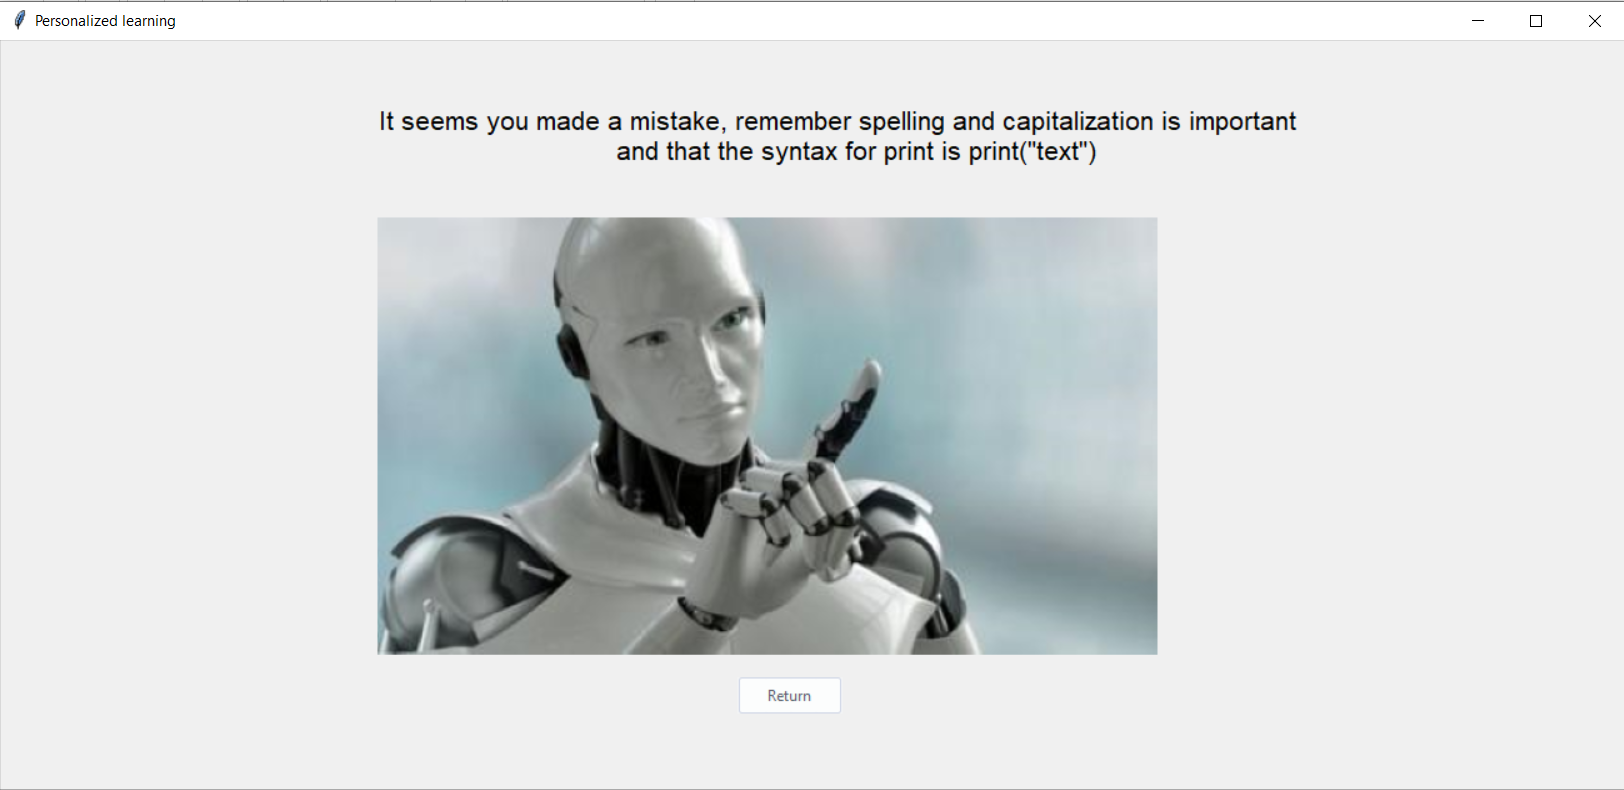 Personalized learning
It seems you made a mistake, remember spelling and capitalization is important
and that the syntax for print is print("text")
Return